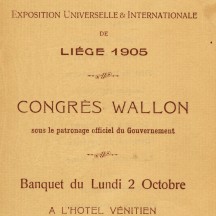 EXPOSITION UNIVERSELLE & INTERNATIONALE
DE
LIÉGE 1905
CONGRÈS WALLON
sous le patronage officiel du Gouvernement
Banquet du Lundi 2 Octobre
A L'HOTEL VÉNITIEN